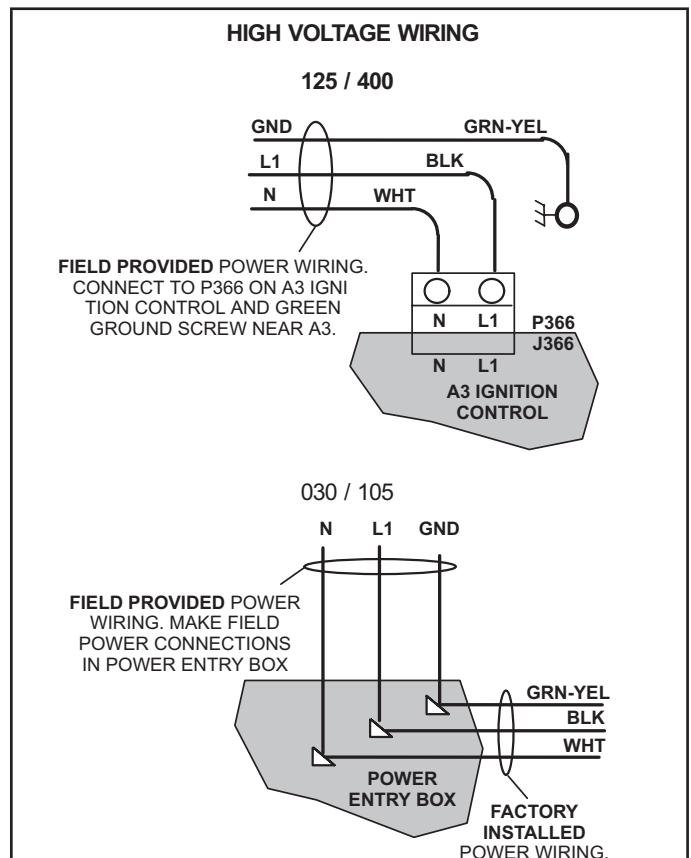 HIGH VOLTAGE WIRING
125 / 400
GND
GRN-YEL
L1
BLK
N
WHT
FIELD PROVIDED POWER WIRING.
CONNECT TO P366 ON A3 IGNI
TION CONTROL AND GREEN
GROUND SCREW NEAR A3.
N L1 P366
J366
N L1
A3 IGNITION
CONTROL
030 / 105
N L1 GND
FIELD PROVIDED POWER
WIRING. MAKE FIELD
POWER CONNECTIONS
IN POWER ENTRY BOX
GRN-YEL
BLK
WHT
POWER
ENTRY BOX
FACTORY
INSTALLED
POWER WIRING.